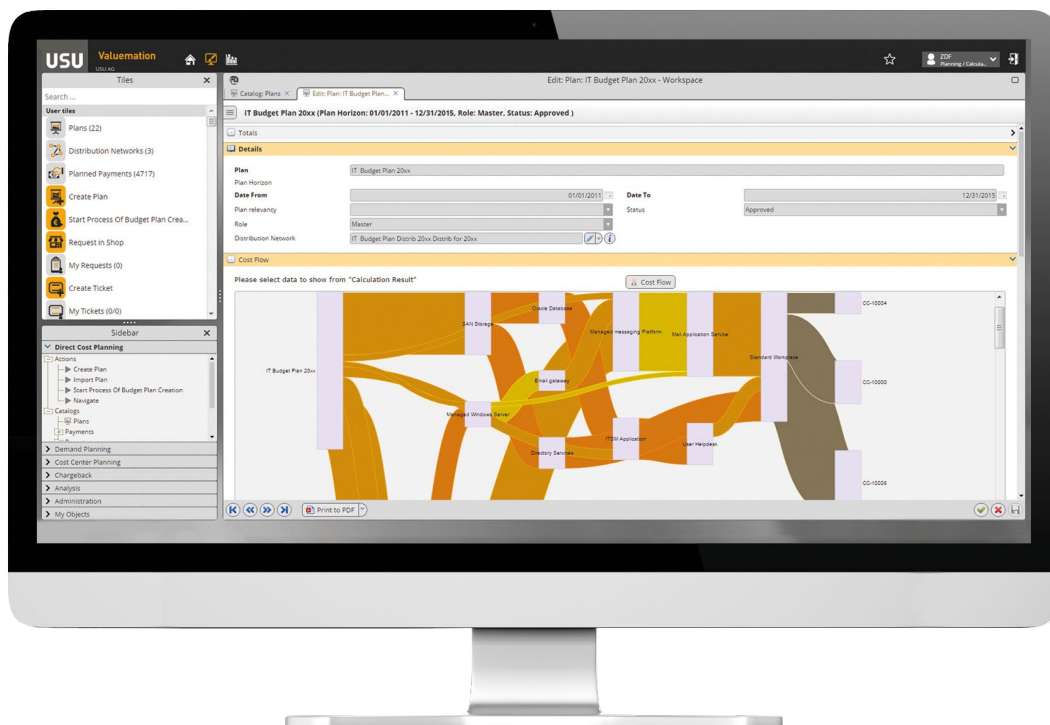 USU
Valuemation
USU AG
ZDF
Planning / Calcula...
Tiles
Edit: Plan: IT Budget Plan 20xx - Workspace
Search ...
Catalog: Plans
Edit: Plan: IT Budget Plan...
User tiles
IT Budget Plan 20xx (Plan Horizon: 01/01/2011 - 12/31/2015, Role: Master, Status: Approved )
Plans (22)
Distribution Networks (3)
Planned Payments (4717)
Create Plan
Start Process Of Budget Plan Crea...
Request in Shop
My Requests (0)
Create Ticket
My Tickets (0/0)
Totals
Details
Plan IT Budget Plan 20xx
Plan Horizon
Date From 01/01/2011 Date To 12/31/2015
Plan relevancy Status Approved
Role Master
Distribution Network IT Budget Plan Distrib 20xx Distrib for 20xx
Cost Flow
Please select data to show from "Calculation Result"
Cost Flow
IT Budget Plan 20xx
SAN Storage
Managed Windows Server
Oracle Database
Email gateway
Directory Services
Managed messaging Platform
ITSM Application
Mail Application Service
User Helpdesk
Standard Workplace
CC-10004
CC-10000
CC-10009
Sidebar
Direct Cost Planning
Actions
Create Plan
Import Plan
Start Process Of Budget Plan Creation
Navigate
Catalogs
Plans
Payments
Demand Planning
Cost Center Planning
Chargeback
Analysis
Administration
My Objects
Print to PDF